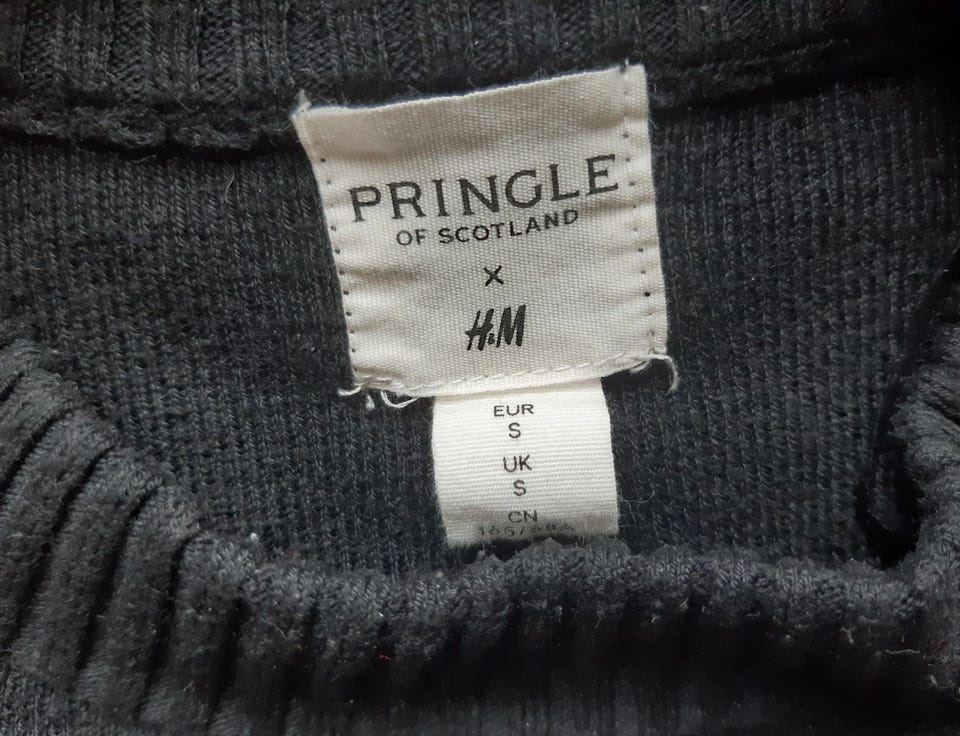 PRINGLE
OF SCOTLAND
X
H&M
EUR
S
UK
S
CN